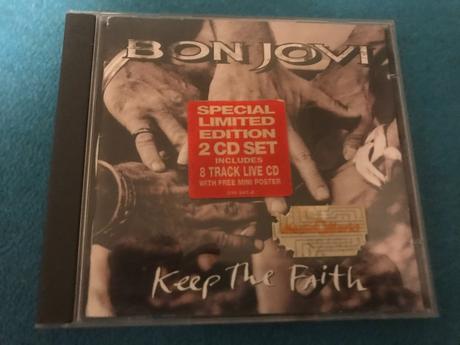 BON JOVI
SPECIAL
LIMITED
EDITION
2 CD SET
INCLUDES
8 TRACK LIVE CD
WITH FREE MINI POSTER
Keep The Faith